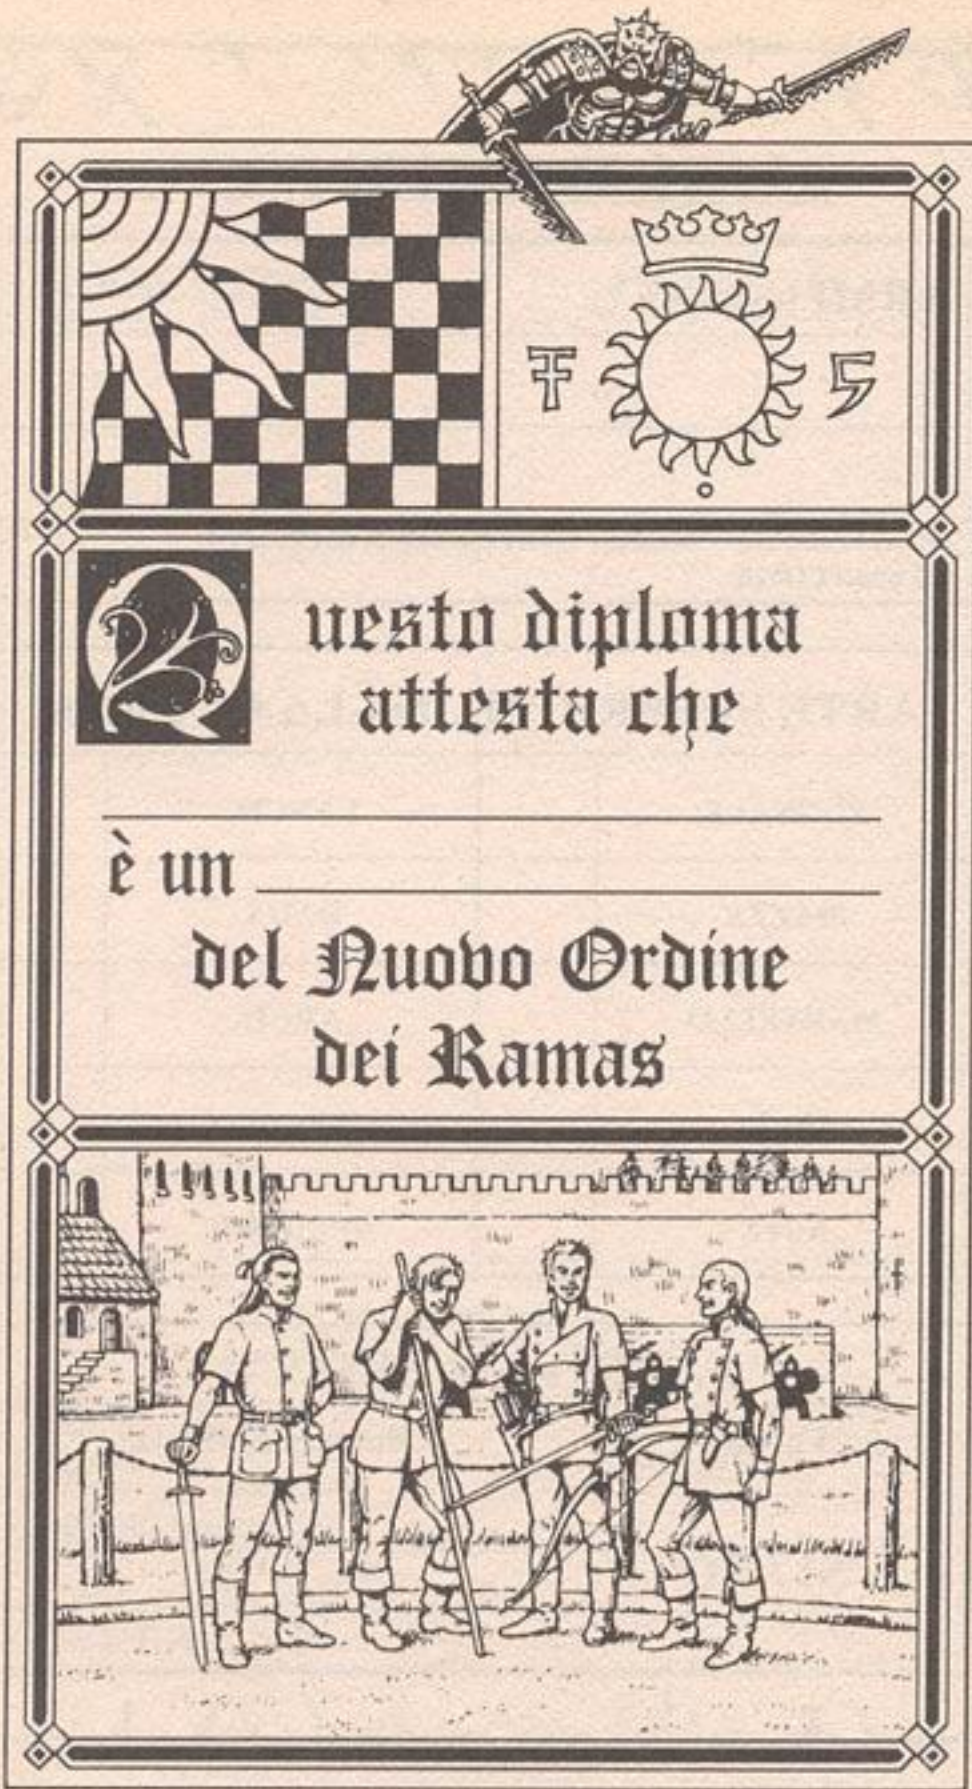 Questo diploma
attesta che
è un
del Nuovo Ordine
dei Ramas